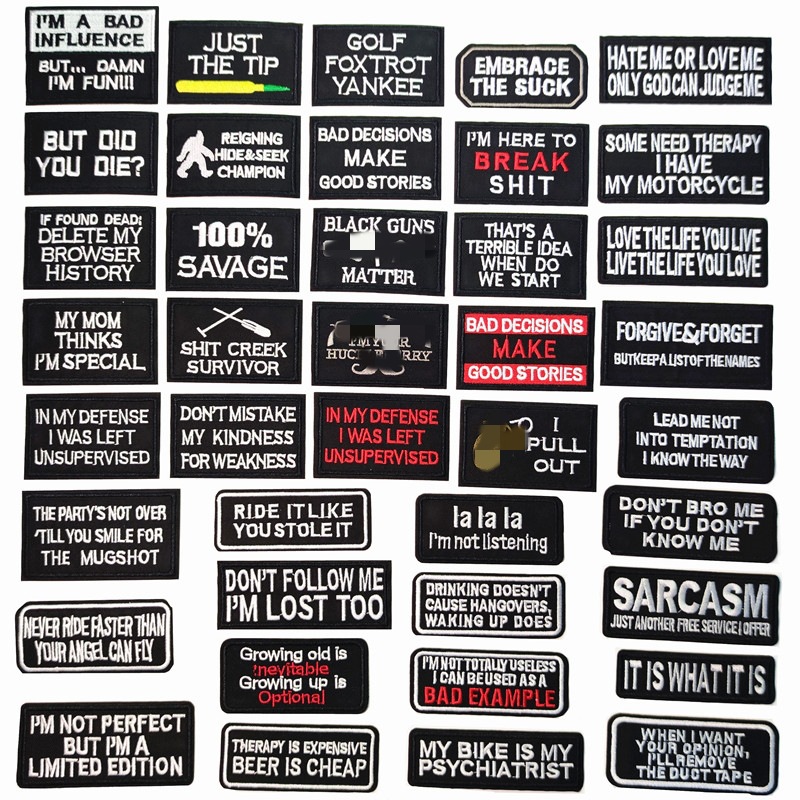 I'M A BAD
INFLUENCE
BUT... DAMN
I'M FUN!!!
JUST
THE TIP
GOLF
FOXTROT
YANKEE
EMBRACE
THE SUCK
HATE ME OR LOVE ME
ONLY GOD CAN JUDGE ME
BUT DID
YOU DIE?
REIGNING
HIDE & SEEK
CHAMPION
BAD DECISIONS
MAKE
GOOD STORIES
I'M HERE TO
BREAK
SHIT
SOME NEED THERAPY
I HAVE
MY MOTORCYCLE
IF FOUND DEAD:
DELETE MY
BROWSER
HISTORY
100%
SAVAGE
BLACK GUNS
MATTER
THAT'S A
TERRIBLE IDEA
WHEN DO
WE START
LOVE THE LIFE YOU LIVE
LIVE THE LIFE YOU LOVE
MY MOM
THINKS
I'M SPECIAL
SHIT CREEK
SURVIVOR
BAD DECISIONS
MAKE
GOOD STORIES
FORGIVE & FORGET
BUT KEEP A LIST OF THE NAMES
IN MY DEFENSE
I WAS LEFT
UNSUPERVISED
DON'T MISTAKE
MY KINDNESS
FOR WEAKNESS
IN MY DEFENSE
I WAS LEFT
UNSUPERVISED
I
PULL
OUT
LEAD ME NOT
INTO TEMPTATION
I KNOW THE WAY
THE PARTY'S NOT OVER
'TILL YOU SMILE FOR
THE MUGSHOT
RIDE IT LIKE
YOU STOLE IT
la la la
I'm not listening
DON'T BRO ME
IF YOU DON'T
KNOW ME
DON'T FOLLOW ME
I'M LOST TOO
DRINKING DOESN'T
CAUSE HANGOVERS,
WAKING UP DOES
SARCASM
JUST ANOTHER FREE SERVICE I OFFER
NEVER RIDE FASTER THAN
YOUR ANGEL CAN FLY
Growing old is
Inevitable
Growing up is
Optional
I'M NOT TOTALLY USELESS
I CAN BE USED AS A
BAD EXAMPLE
IT IS WHAT IT IS
I'M NOT PERFECT
BUT I'M A
LIMITED EDITION
THERAPY IS EXPENSIVE
BEER IS CHEAP
MY BIKE IS MY
PSYCHIATRIST
WHEN I WANT
YOUR OPINION,
I'LL REMOVE
THE DUCT TAPE